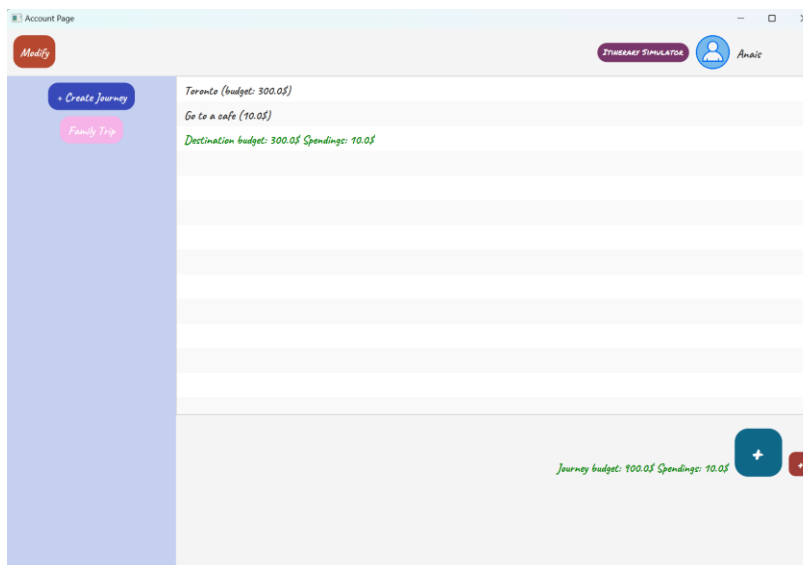 Account Page
Modify
Itinerary Simulator
Anais
+ Create Journey
Family Trip
Toronto (budget: 300.0$)
Go to a cafe (10.0$)
Destination budget: 300.0$ Spendings: 10.0$
Journey budget: 900.0$ Spendings: 10.0$
+
+